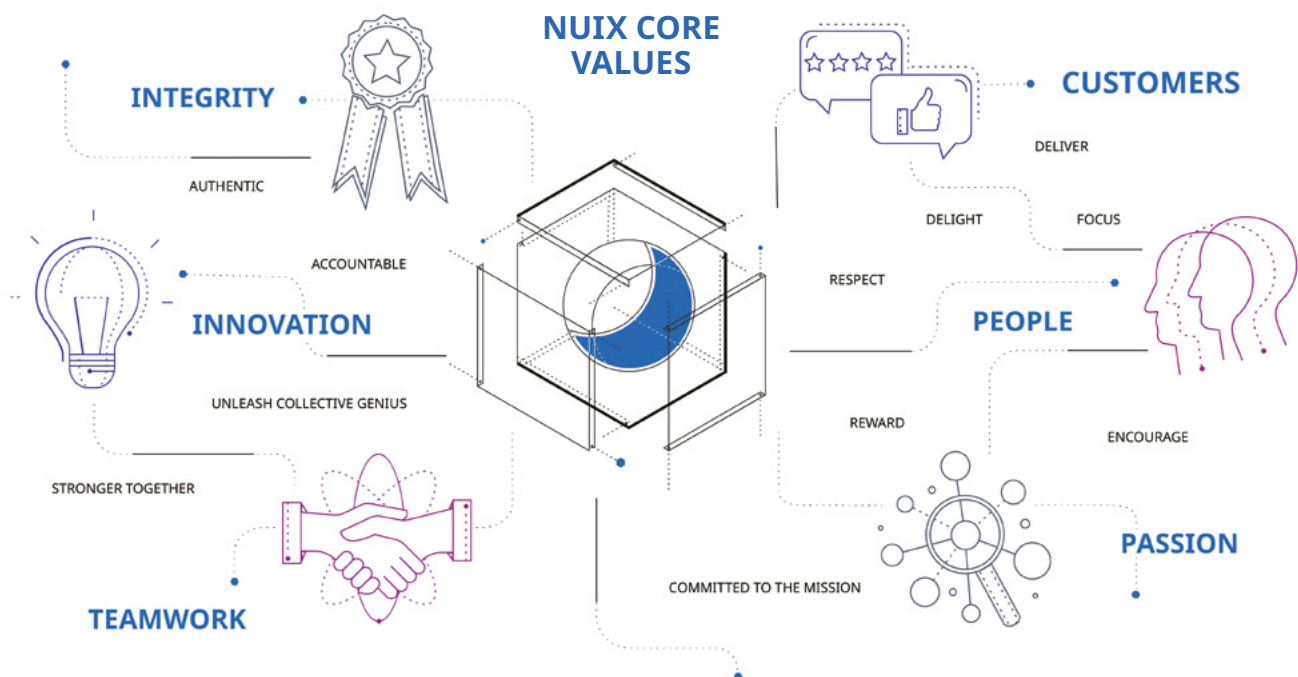 NUIX CORE
VALUES
INTEGRITY
AUTHENTIC
ACCOUNTABLE
INNOVATION
UNLEASH COLLECTIVE GENIUS
STRONGER TOGETHER
TEAMWORK
CUSTOMERS
DELIVER
DELIGHT
FOCUS
RESPECT
PEOPLE
REWARD
ENCOURAGE
PASSION
COMMITTED TO THE MISSION